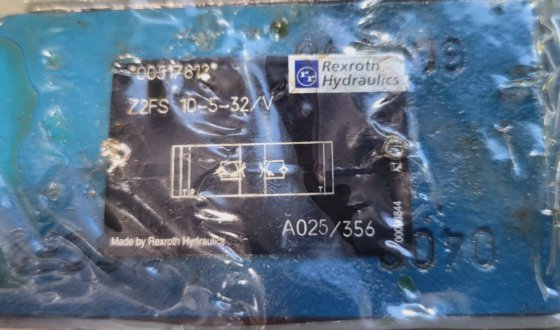 *00517812*
Rexroth
Hydraulics
Z2FS 10-5-32/V
A025/356
Made by Rexroth Hydraulics